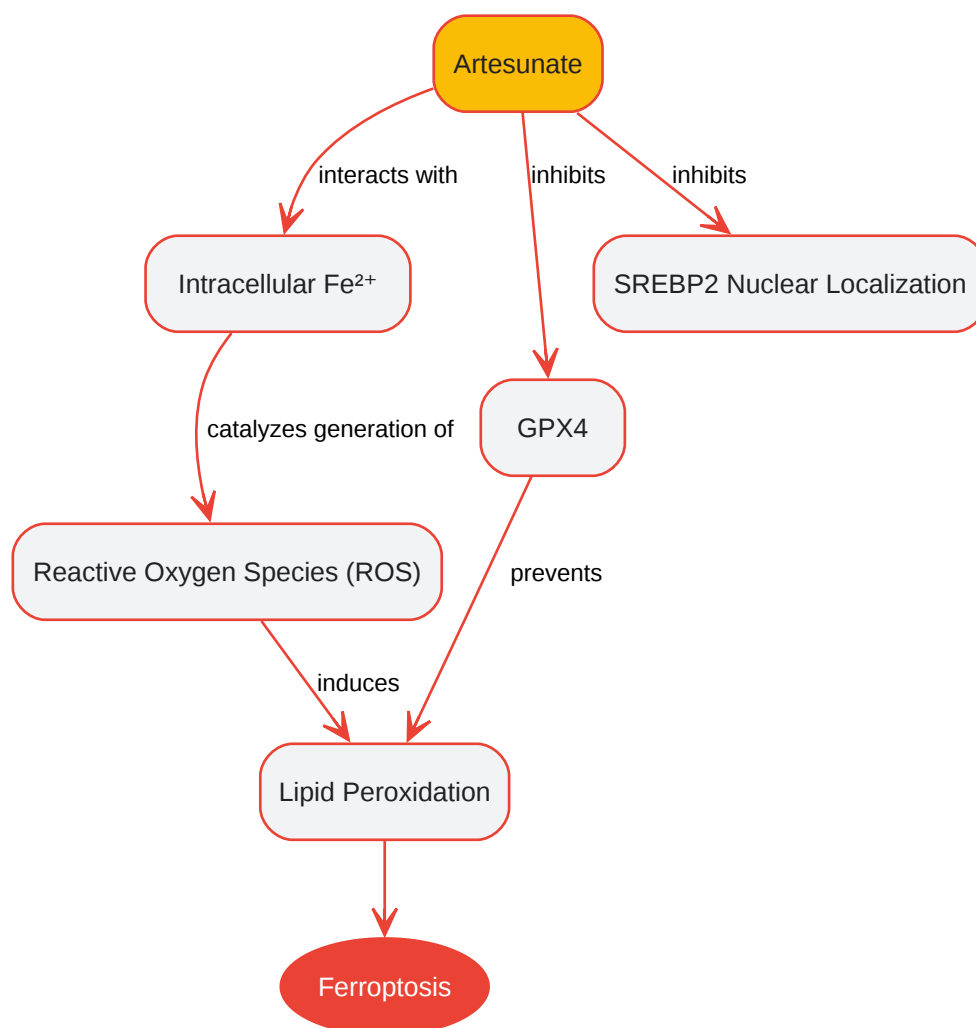 Artesunate
interacts with
inhibits
inhibits
Intracellular Fe²⁺
SREBP2 Nuclear Localization
catalyzes generation of
GPX4
Reactive Oxygen Species (ROS)
prevents
induces
Lipid Peroxidation
Ferroptosis